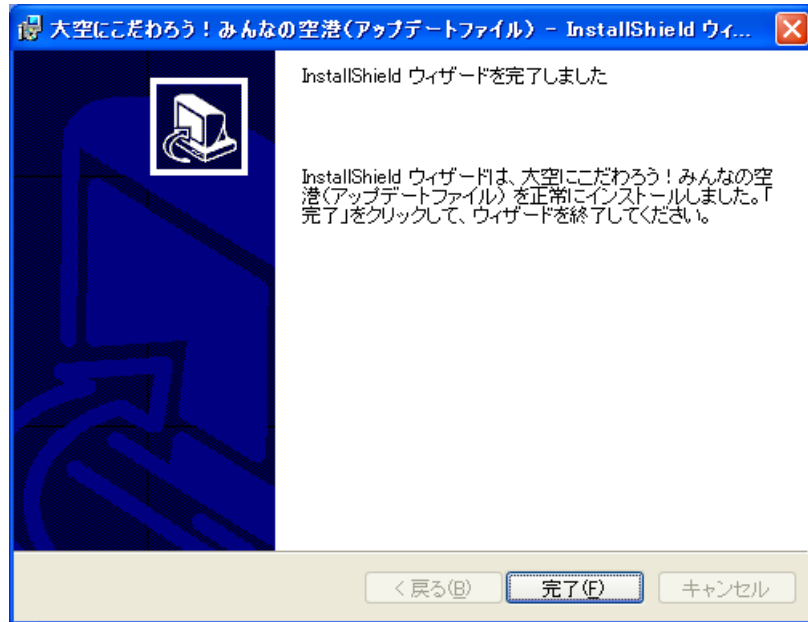 大空にこだわろう！みんなの空港（アップデートファイル） - InstallShield ウィ...
InstallShield ウィザードを完了しました
InstallShield ウィザードは、大空にこだわろう！みんなの空
港（アップデートファイル） を正常にインストールしました。「
完了」をクリックして、ウィザードを終了してください。
< 戻る(B)
完了(F)
キャンセル